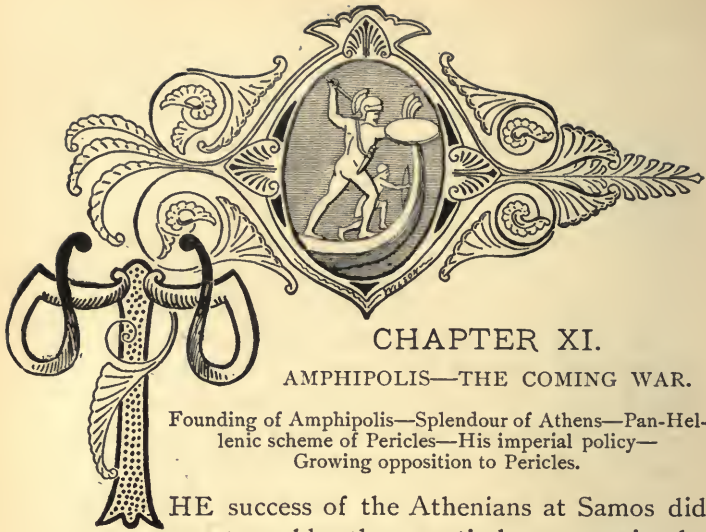 CHAPTER XI.
AMPHIPOLIS—THE COMING WAR.
Founding of Amphipolis—Splendour of Athens—Pan-Hel-
lenic scheme of Pericles—His imperial policy—
Growing opposition to Pericles.
THE success of the Athenians at Samos did